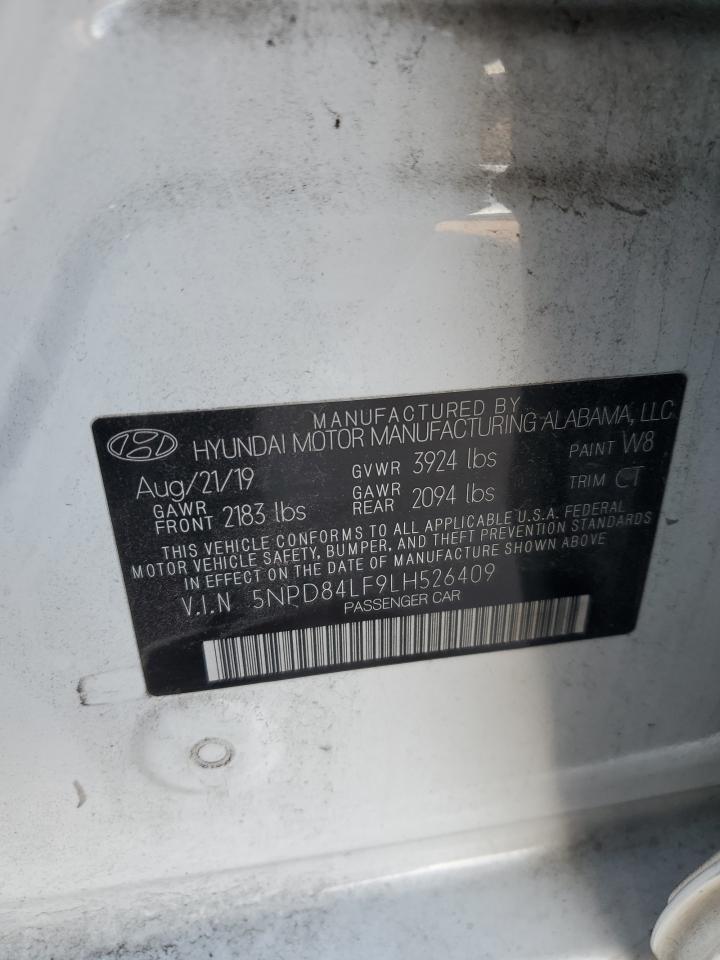 MANUFACTURED BY
HYUNDAI MOTOR MANUFACTURING ALABAMA, LLC
Aug/21/19 GVWR 3924 lbs PAINT W8
GAWR FRONT 2183 lbs GAWR REAR 2094 lbs TRIM CT
THIS VEHICLE CONFORMS TO ALL APPLICABLE U.S.A. FEDERAL
MOTOR VEHICLE SAFETY, BUMPER, AND THEFT PREVENTION STANDARDS
IN EFFECT ON THE DATE OF MANUFACTURE SHOWN ABOVE
V.I.N 5NPD84LF9LH526409
PASSENGER CAR